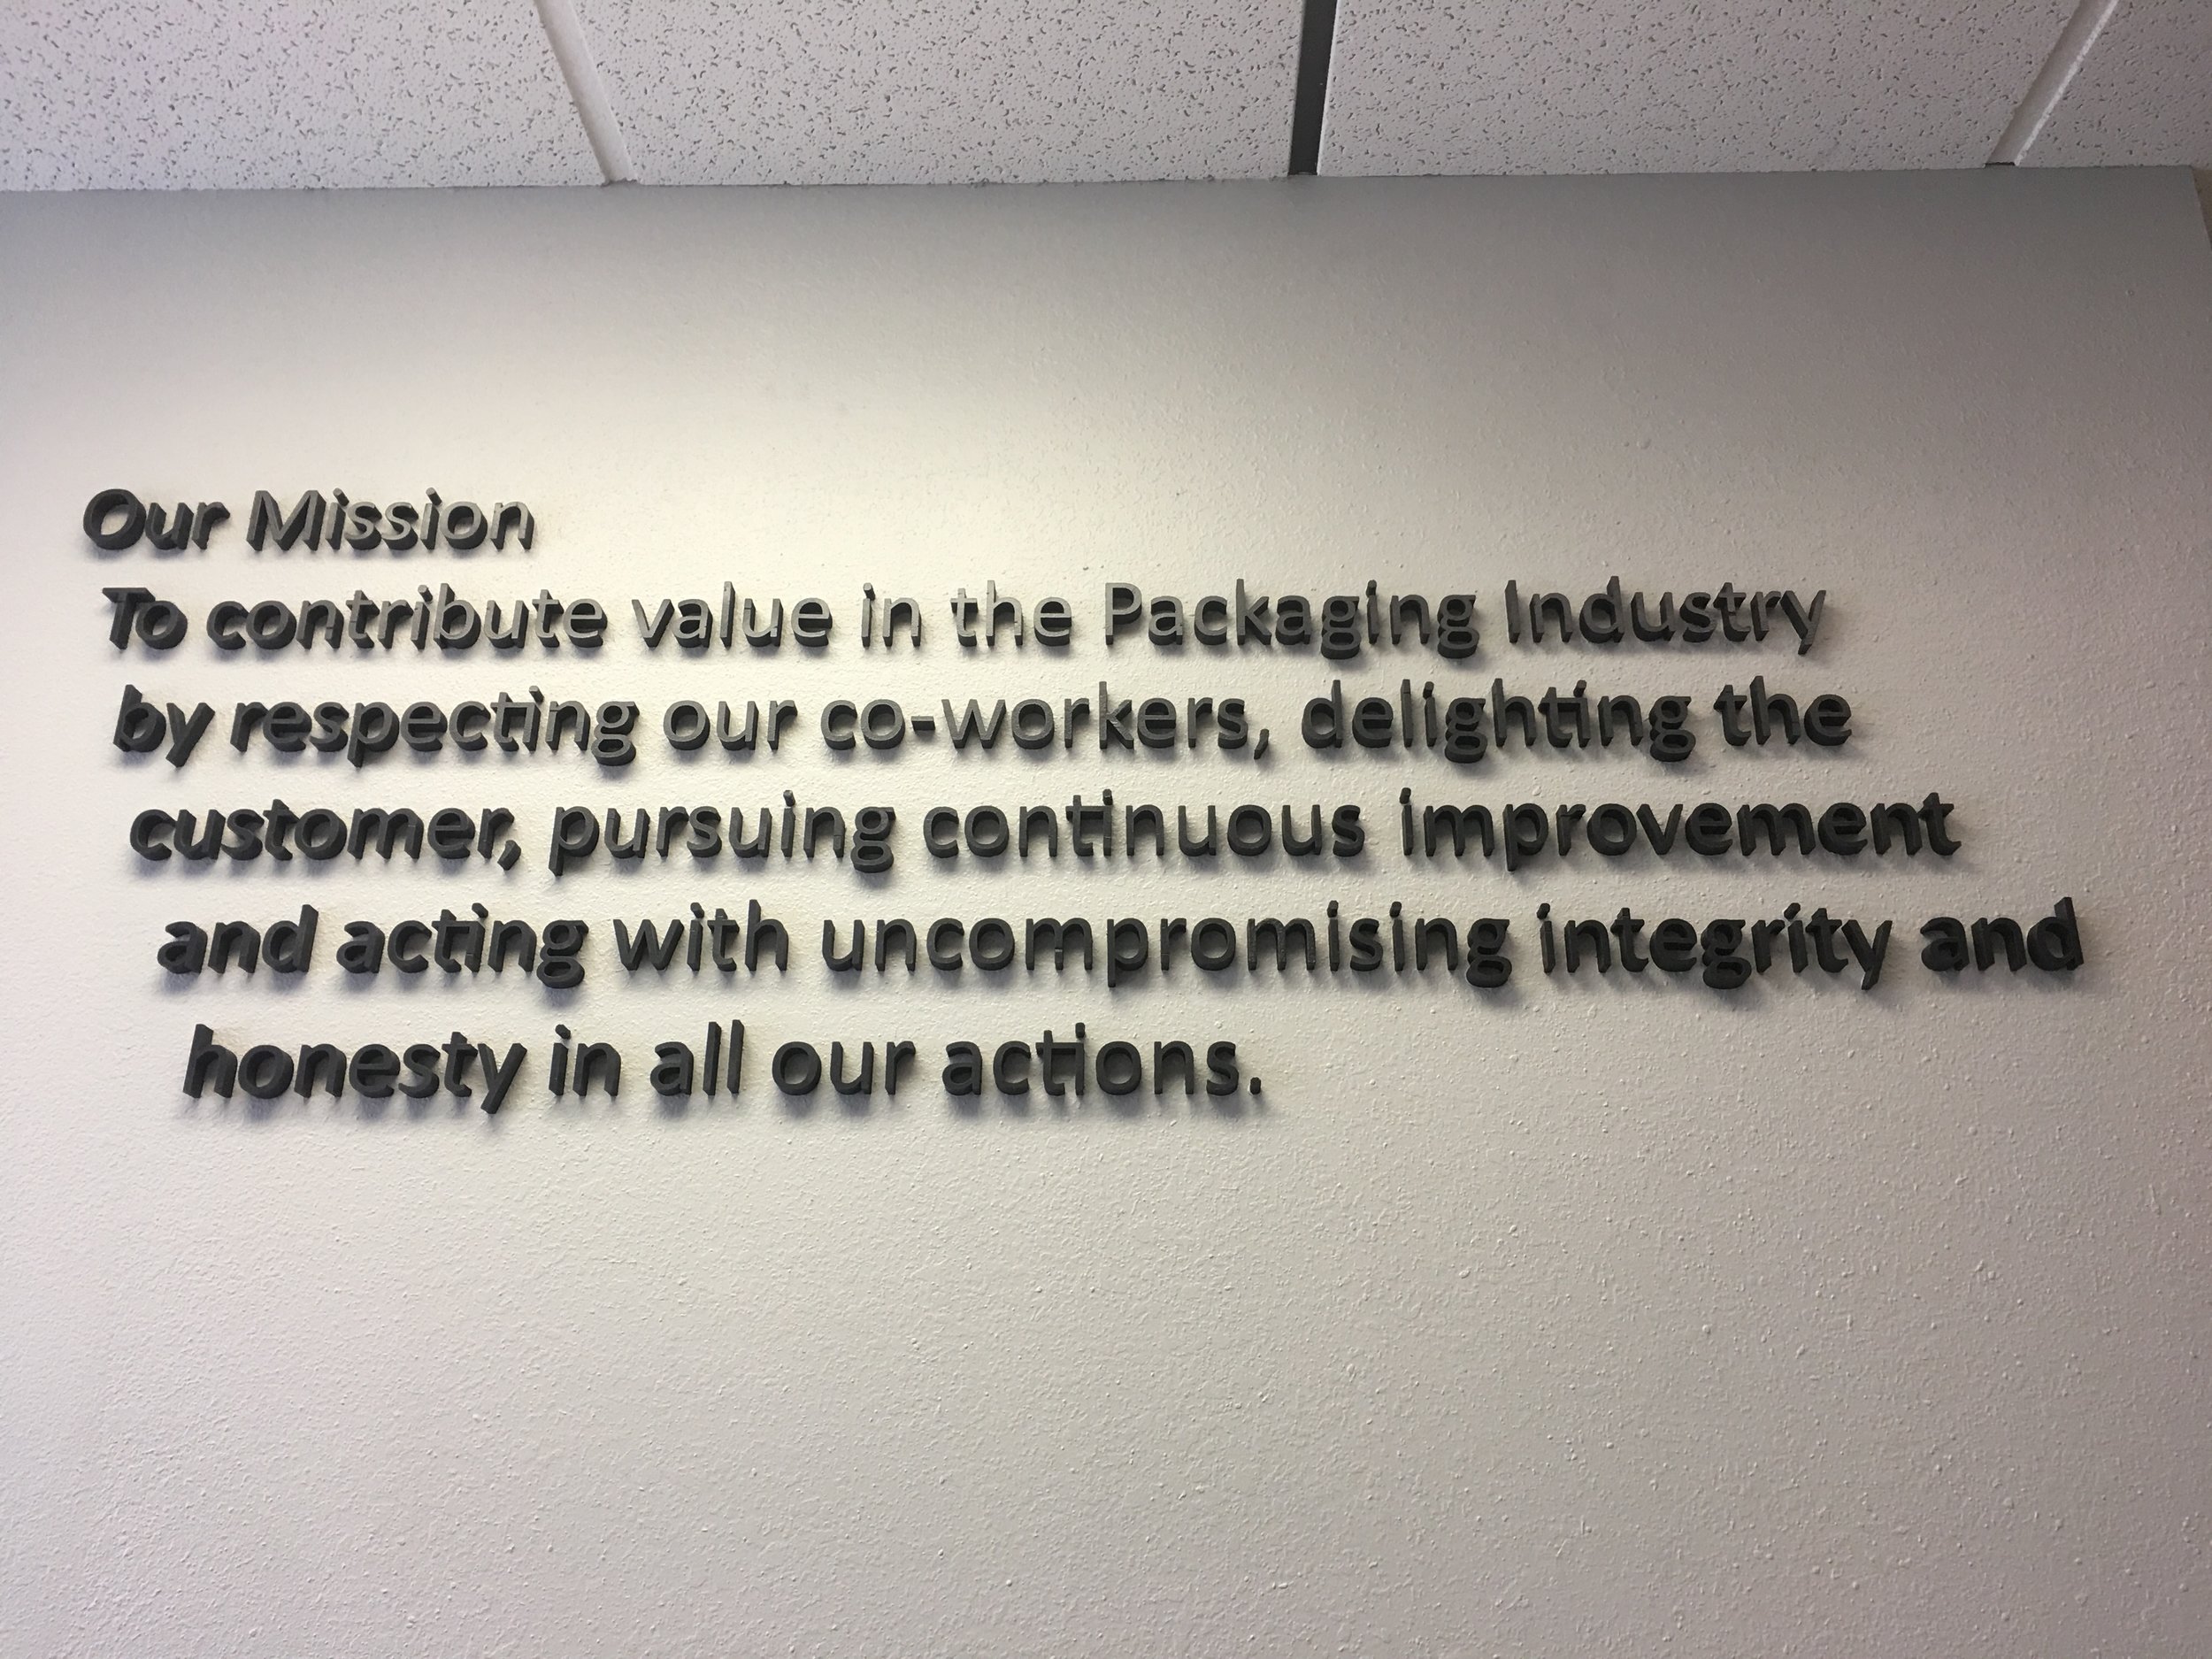 Our Mission
To contribute value in the Packaging Industry
by respecting our co-workers, delighting the
customer, pursuing continuous improvement
and acting with uncompromising integrity and
honesty in all our actions.